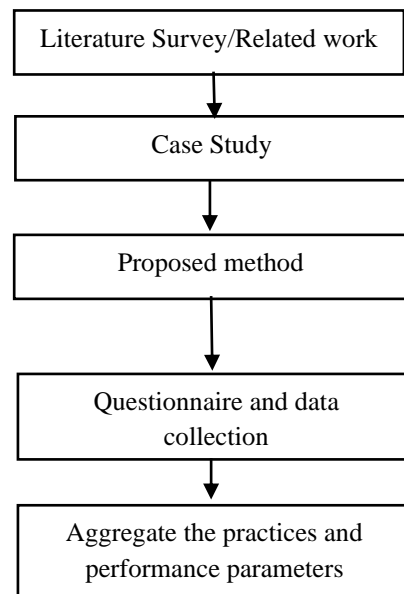 Literature Survey/Related work
Case Study
Proposed method
Questionnaire and data
collection
Aggregate the practices and
performance parameters